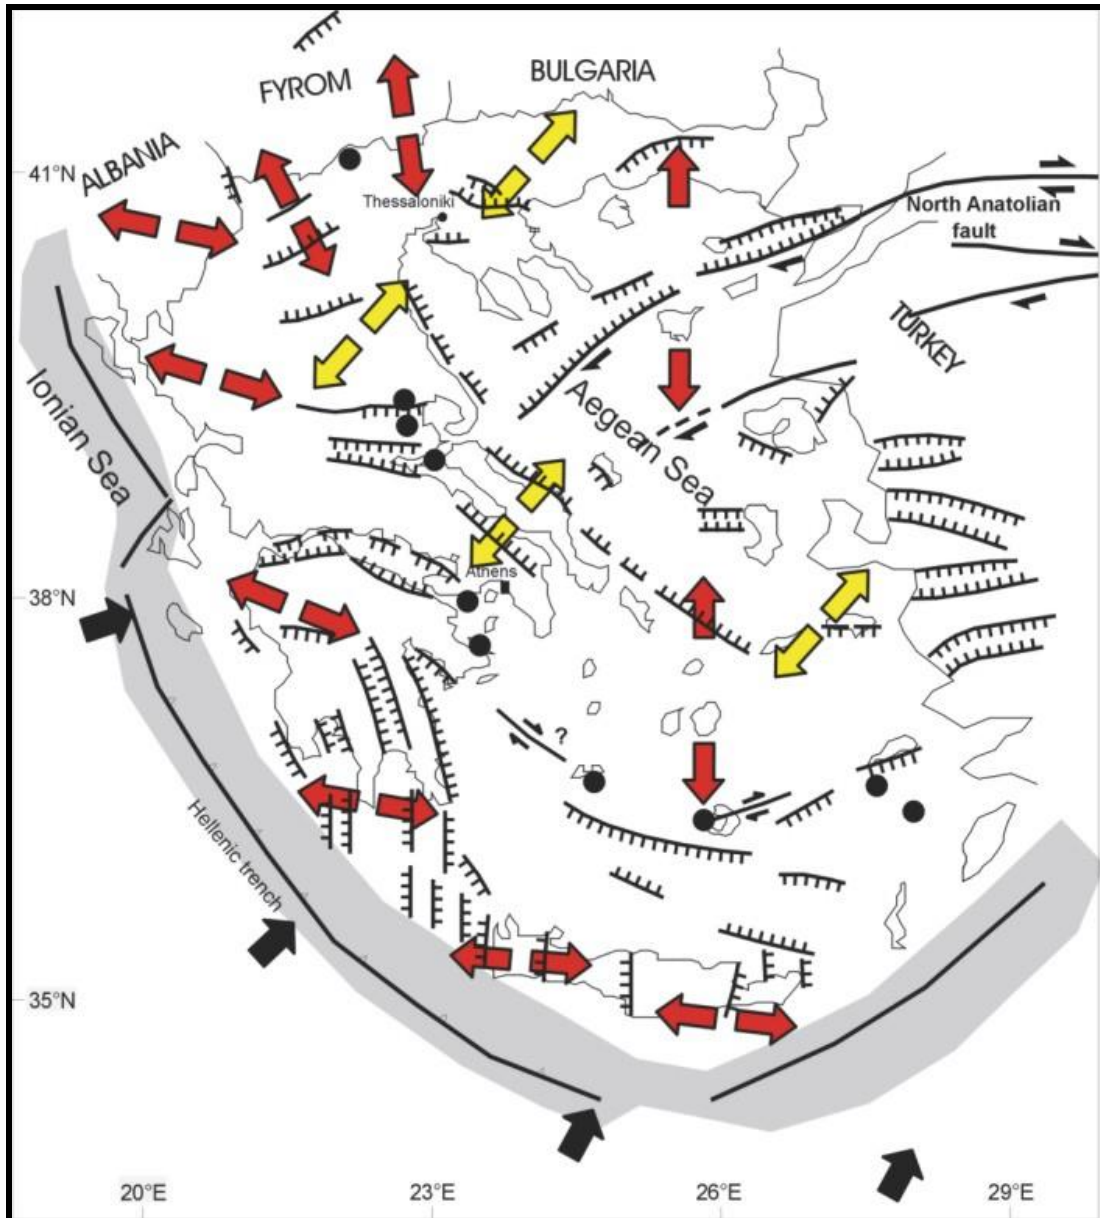 FYROM
BULGARIA
ALBANIA
41°N
Thessaloniki
North Anatolian
fault
TURKEY
Ionian Sea
Aegean Sea
Athens
38°N
?
Hellenic trench
35°N
20°E
23°E
26°E
29°E